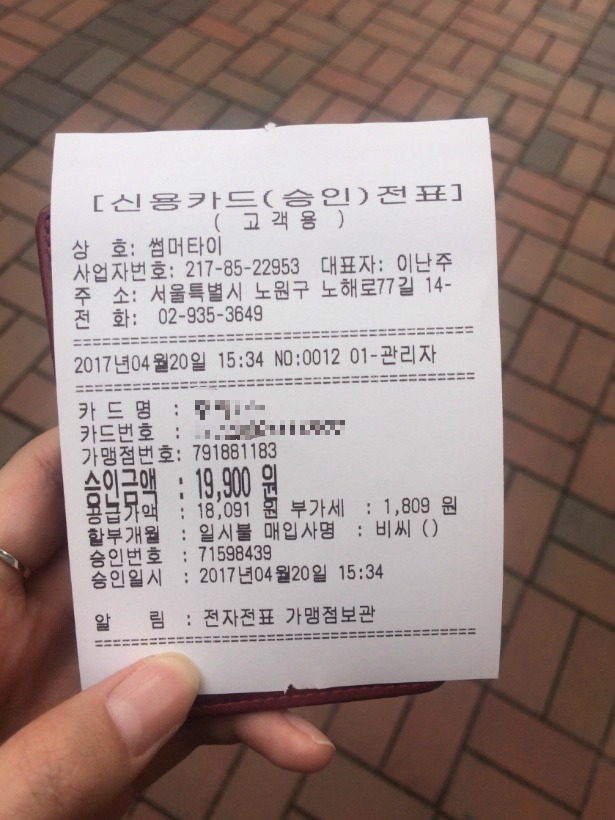 [신용카드(승인)전표]
( 고객용 )
상 호: 썸머타이
사업자번호: 217-85-22953 대표자: 이난주
주 소: 서울특별시 노원구 노해로77길 14-
전 화: 02-935-3649
2017년04월20일 15:34 NO:0012 01-관리자
카 드 명 :
카드번호 :
가맹점번호: 791881183
승인금액 : 19,900 원
공급가액 : 18,091 원 부가세 : 1,809 원
할부개월 : 일시불 매입사명 : 비씨 ()
승인번호 : 71598439
승인일시 : 2017년04월20일 15:34
알 림 : 전자전표 가맹점보관